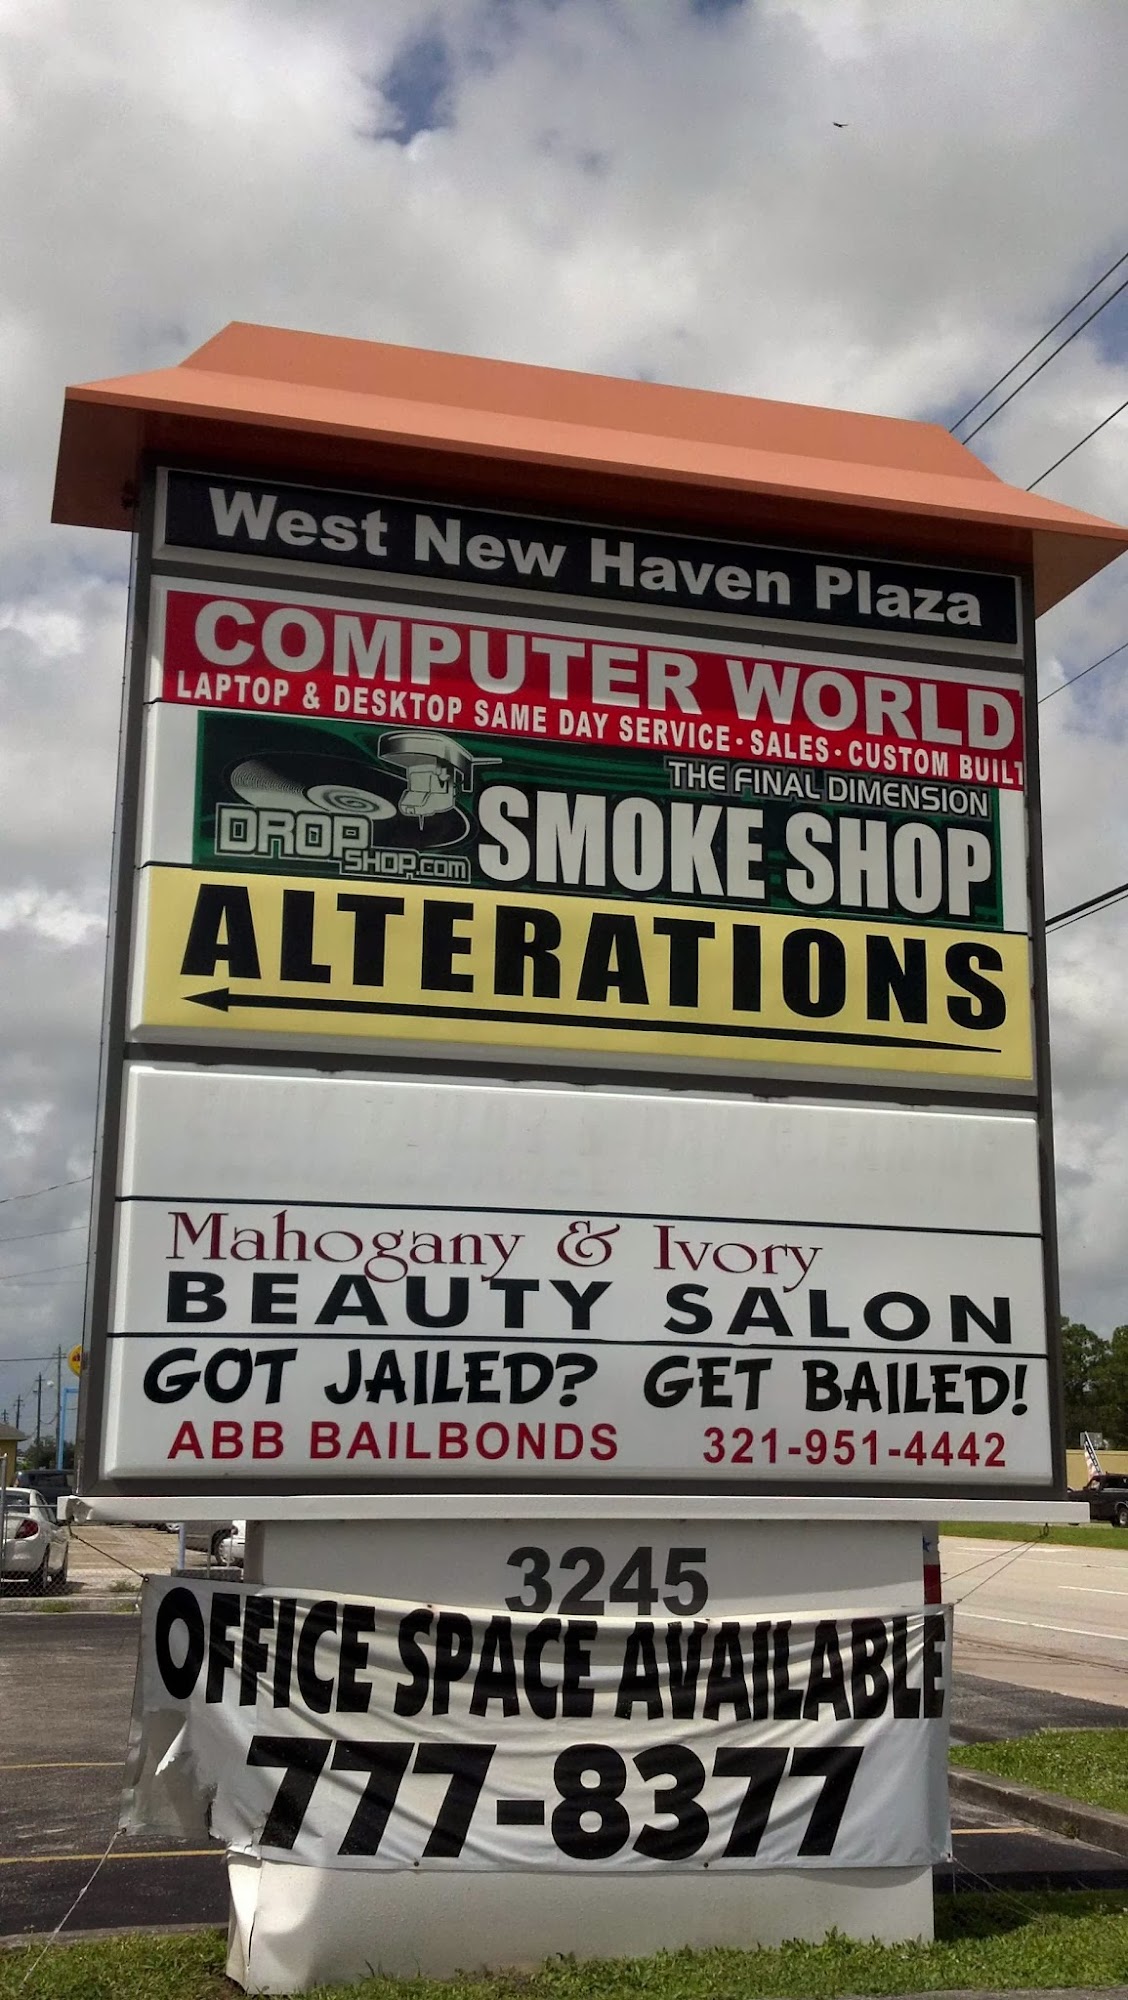 West New Haven Plaza
COMPUTER WORLD
LAPTOP & DESKTOP SAME DAY SERVICE · SALES · CUSTOM BUILT
THE FINAL DIMENSION
DROP SHOP.COM
SMOKE SHOP
ALTERATIONS
Mahogany & Ivory
BEAUTY SALON
GOT JAILED? GET BAILED!
ABB BAILBONDS 321-951-4442
3245
OFFICE SPACE AVAILABLE
777-8377